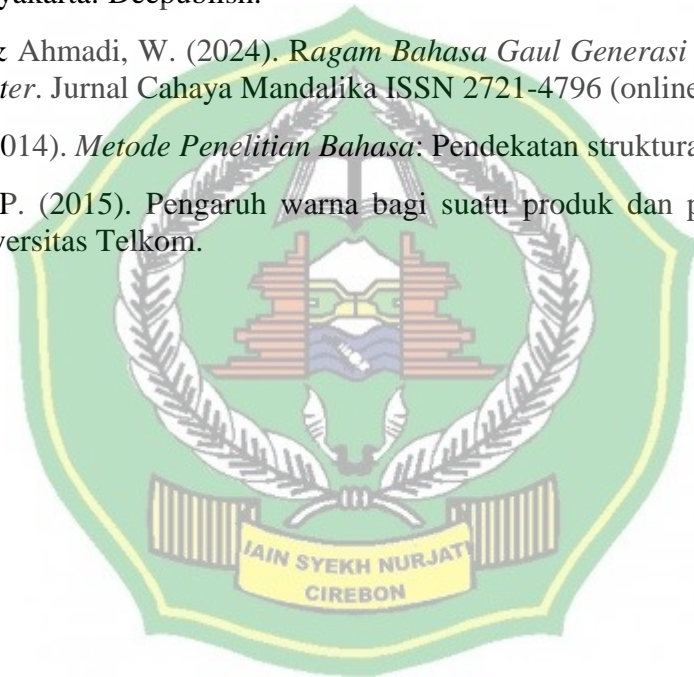 yakarta: Deepublish.
& Ahmadi, W. (2024). Ragam Bahasa Gaul Generasi
ter. Jurnal Cahaya Mandalika ISSN 2721-4796 (online
014). Metode Penelitian Bahasa: Pendekatan struktura
P. (2015). Pengaruh warna bagi suatu produk dan p
versitas Telkom.
IAIN SYEKH NURJATI
CIREBON